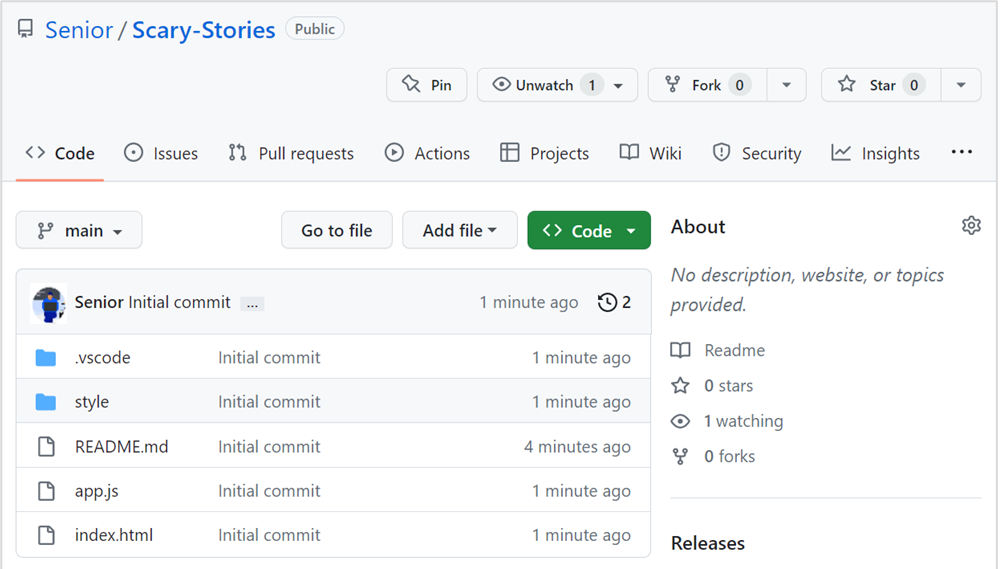 Senior / Scary-Stories Public
Pin Unwatch 1 Fork 0 Star 0
Code Issues Pull requests Actions Projects Wiki Security Insights ...
main Go to file Add file Code
Senior Initial commit ... 1 minute ago 2
.vscode Initial commit 1 minute ago
style Initial commit 1 minute ago
README.md Initial commit 4 minutes ago
app.js Initial commit 1 minute ago
index.html Initial commit 1 minute ago
About
No description, website, or topics
provided.
Readme
0 stars
1 watching
0 forks
Releases